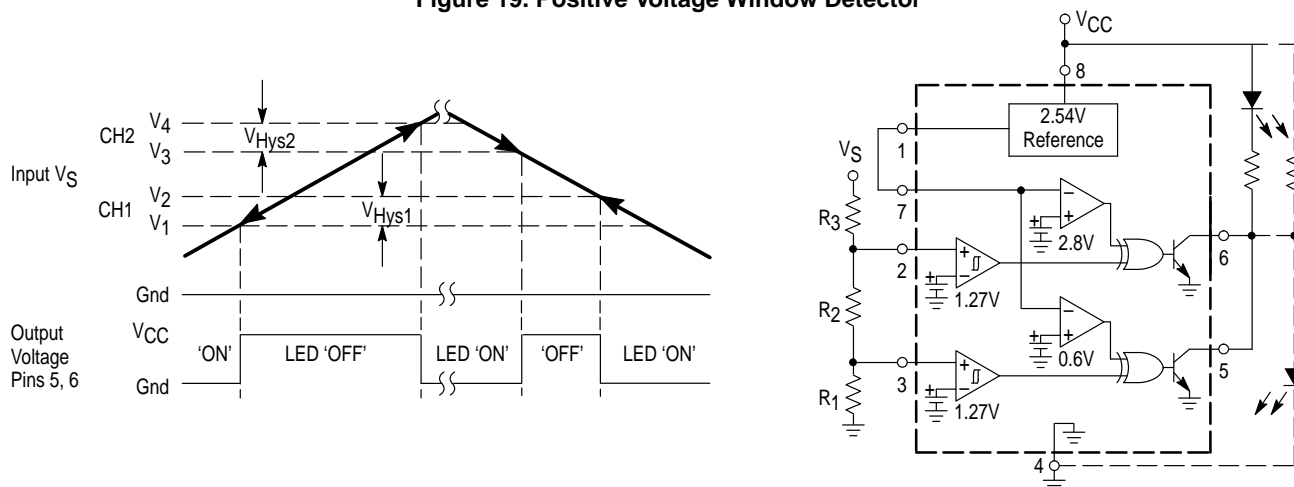 Figure 19. Positive Voltage Window Detector
Input VS
CH2
V4
VHys2
V3
CH1
V2
VHys1
V1
Gnd
Output
Voltage
Pins 5, 6
VCC
'ON'
LED 'OFF'
LED 'ON'
'OFF'
LED 'ON'
Gnd
VCC
8
2.54V
Reference
1
VS
7
R3
2.8V
6
2
1.27V
R2
0.6V
5
3
1.27V
R1
4